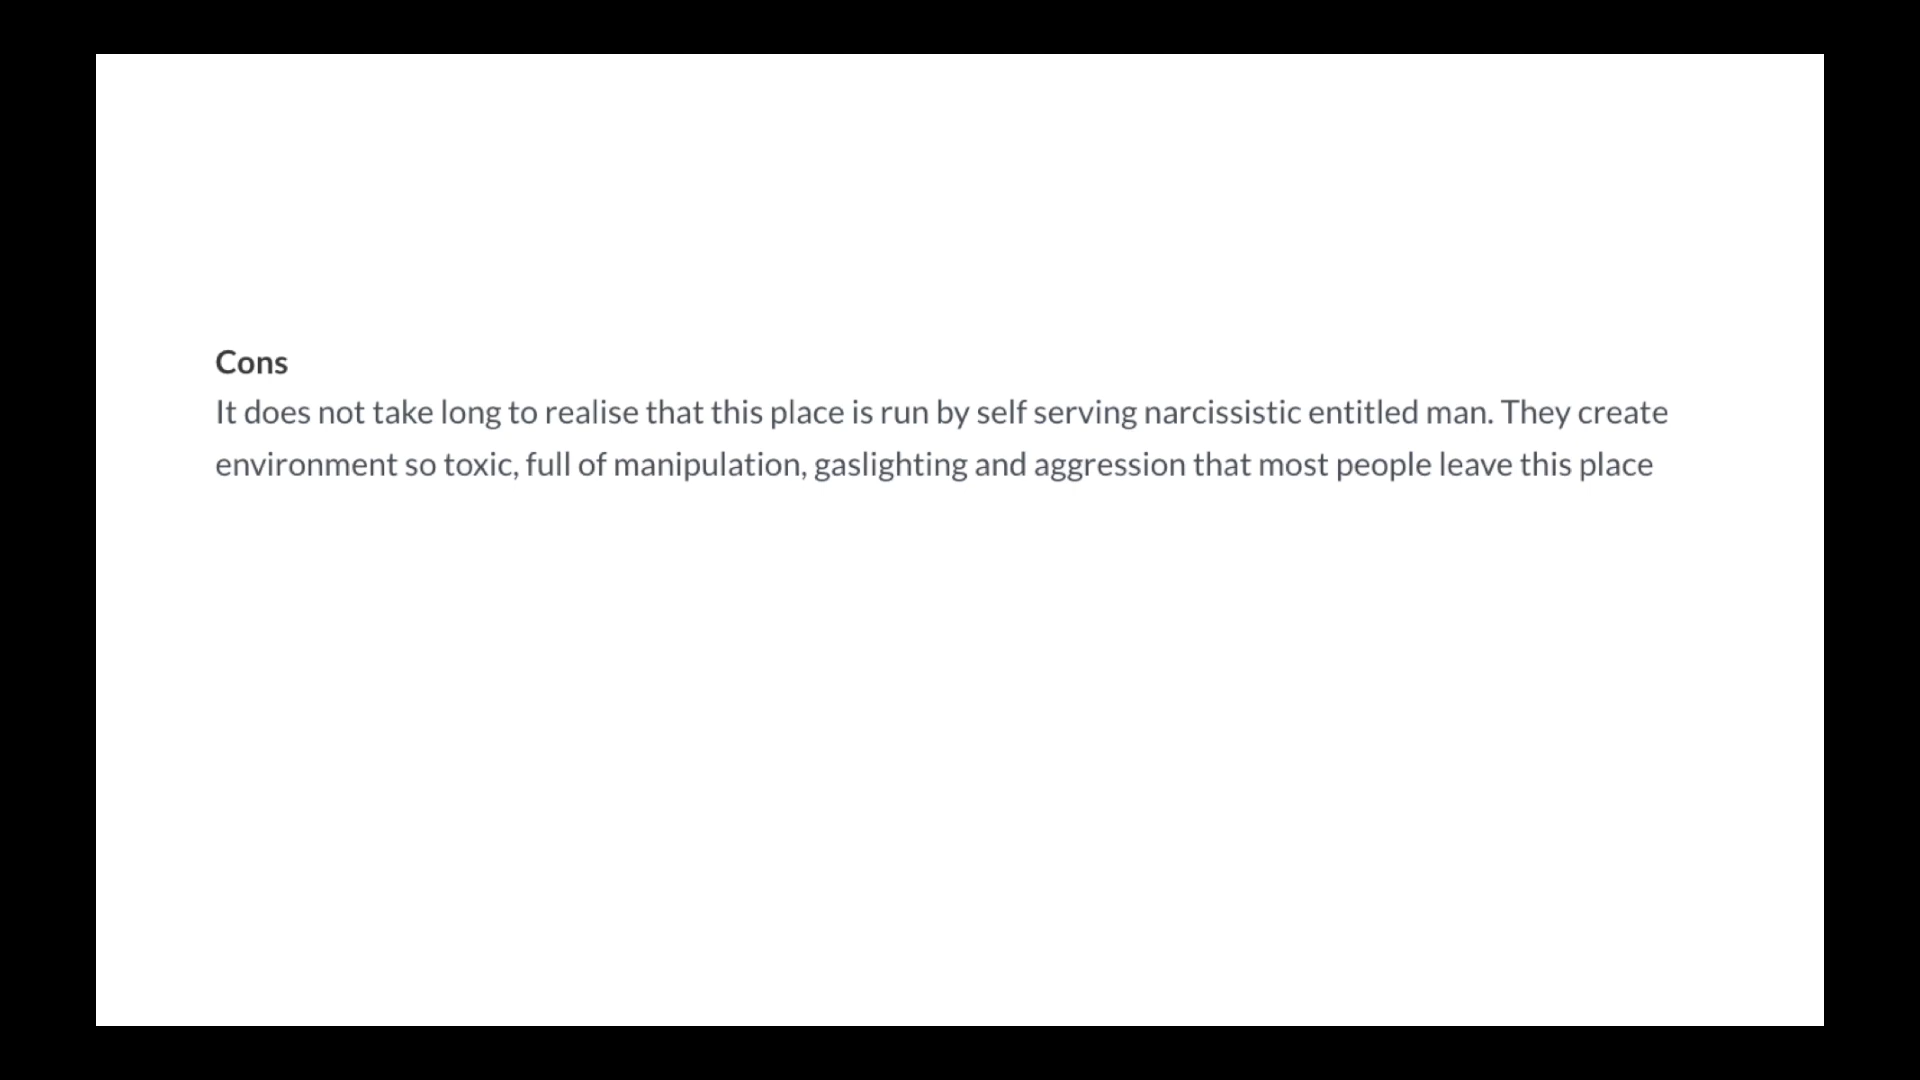 Cons
It does not take long to realise that this place is run by self serving narcissistic entitled man. They create
environment so toxic, full of manipulation, gaslighting and aggression that most people leave this place